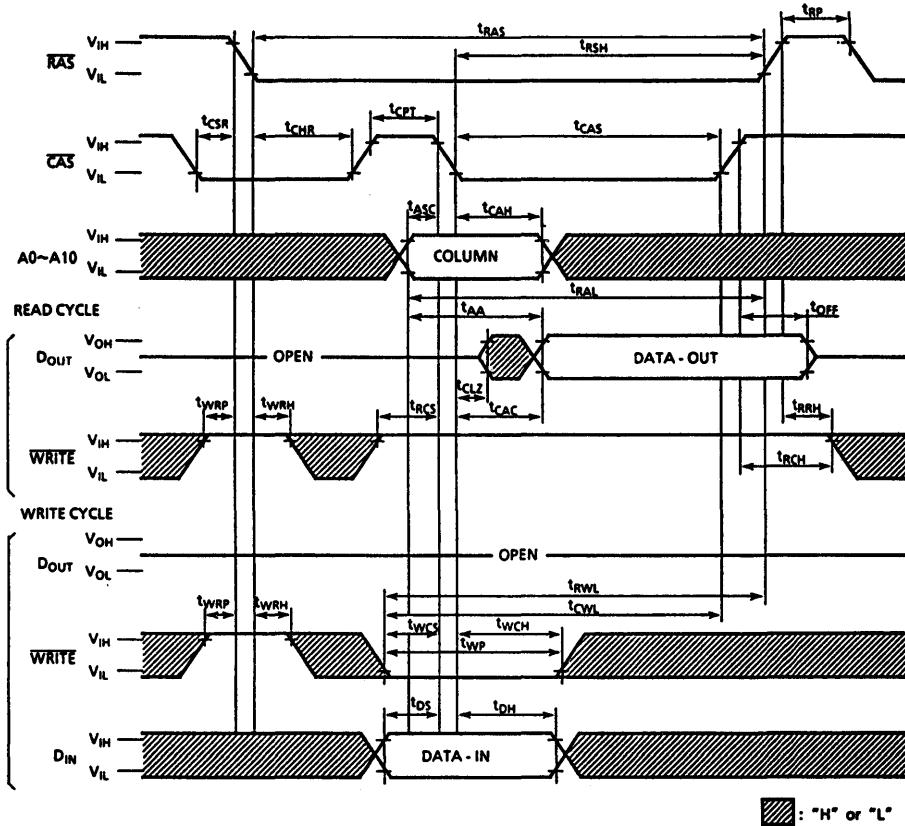 tRAS tRP
VIH
RAS tRSH
VIL
tCSR tCHR tCPT tCAS
VIH
CAS
VIL
tASC tCAH
VIH
A0~A10 COLUMN
VIL
tRAL
READ CYCLE tAA tOFF
VOH
DOUT OPEN DATA - OUT
VOL
tCLZ
tWRP tWRH tRCS tCAC tRRH
VIH
WRITE
VIL tRCH
WRITE CYCLE
VOH
DOUT OPEN
VOL
tRWL
tWRP tWRH tCWL
tWCS tWCH
VIH
WRITE tWP
VIL
tDS tDH
VIH
DIN DATA - IN
VIL
: "H" or "L"